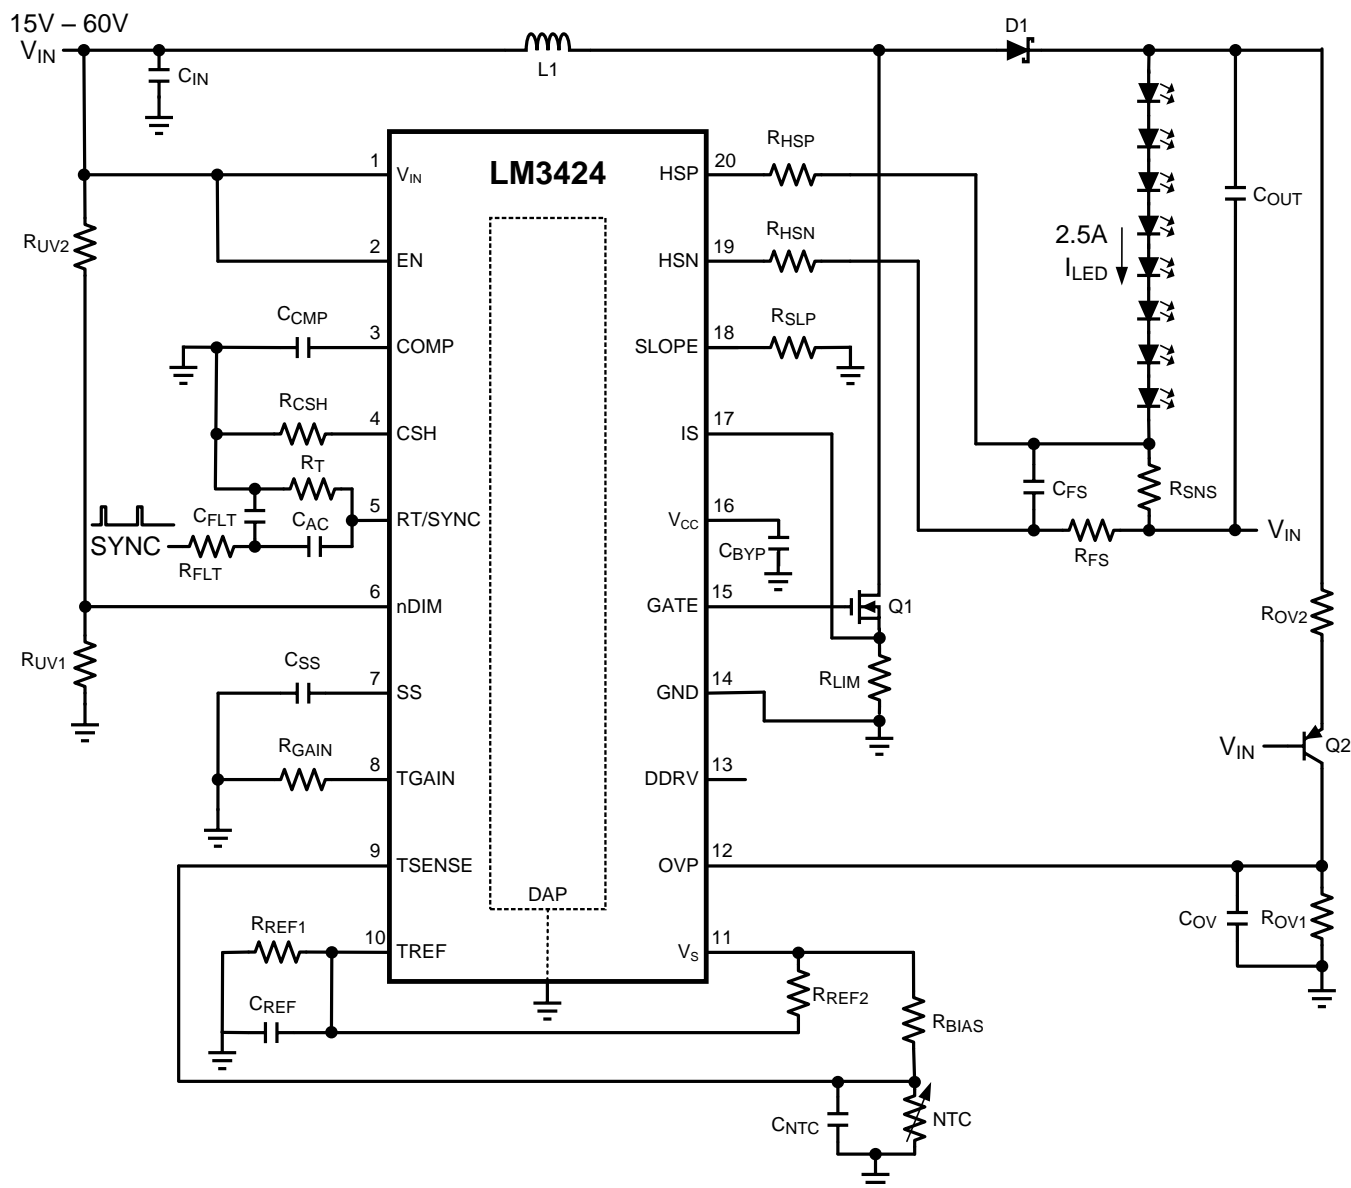 15V – 60V
VIN
CIN
L1
D1
LM3424
1
VIN
20
HSP
RHSP
COUT
RUV2
2
EN
19
HSN
RHSN
2.5A
ILED
CCMP
3
COMP
18
SLOPE
RSLP
RCSH
4
CSH
17
IS
RT
CFS
RSNS
CFLT
CAC
5
RT/SYNC
16
VCC
CBYP
SYNC
RFLT
RFS
VIN
6
nDIM
15
GATE
Q1
ROV2
RUV1
CSS
7
SS
14
GND
RLIM
RGAIN
8
TGAIN
13
DDRV
VIN
Q2
9
TSENSE
12
OVP
DAP
COV
ROV1
RREF1
10
TREF
11
VS
CREF
RREF2
RBIAS
CNTC
NTC